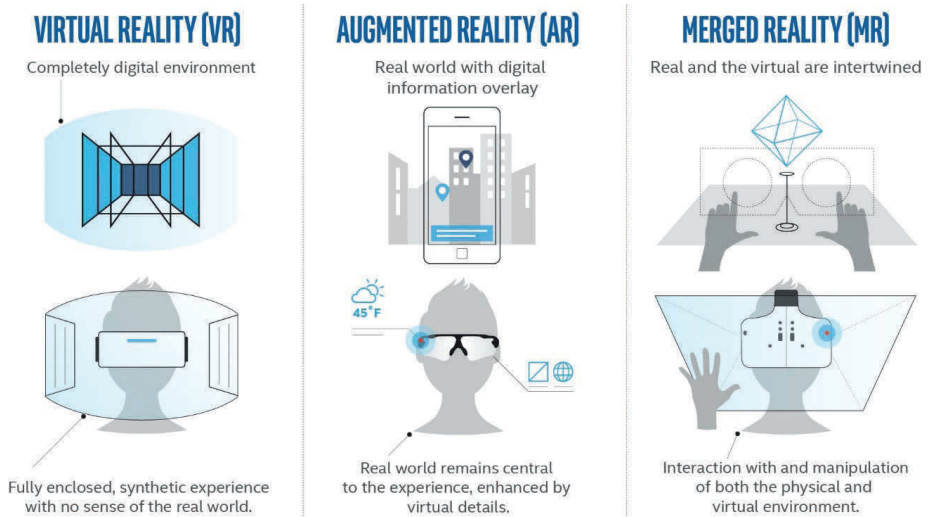 VIRTUAL REALITY (VR)
Completely digital environment
Fully enclosed, synthetic experience
with no sense of the real world.
AUGMENTED REALITY (AR)
Real world with digital
information overlay
45°F
Real world remains central
to the experience, enhanced by
virtual details.
MERGED REALITY (MR)
Real and the virtual are intertwined
Interaction with and manipulation
of both the physical and
virtual environment.